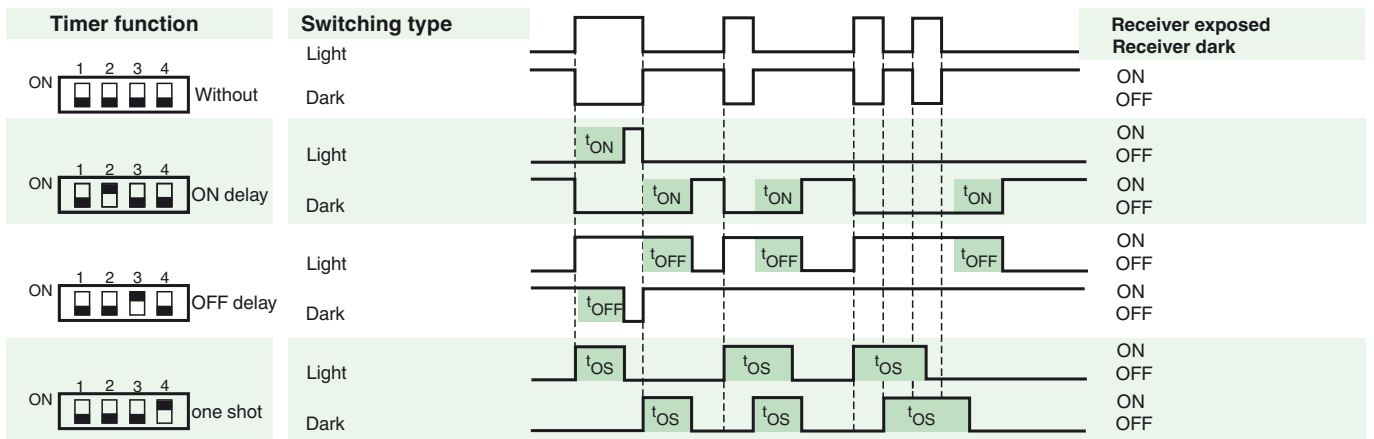 Timer function Switching type Receiver exposed
Receiver dark
Light
1 2 3 4
ON Without ON
Dark OFF
tON ON
Light OFF
1 2 3 4
ON ON delay tON tON tON ON
Dark OFF
ON
Light tOFF tOFF tOFF OFF
1 2 3 4
ON OFF delay tOFF ON
Dark OFF
Light tOS tOS tOS ON
OFF
1 2 3 4
ON one shot ON
Dark tOS tOS tOS OFF